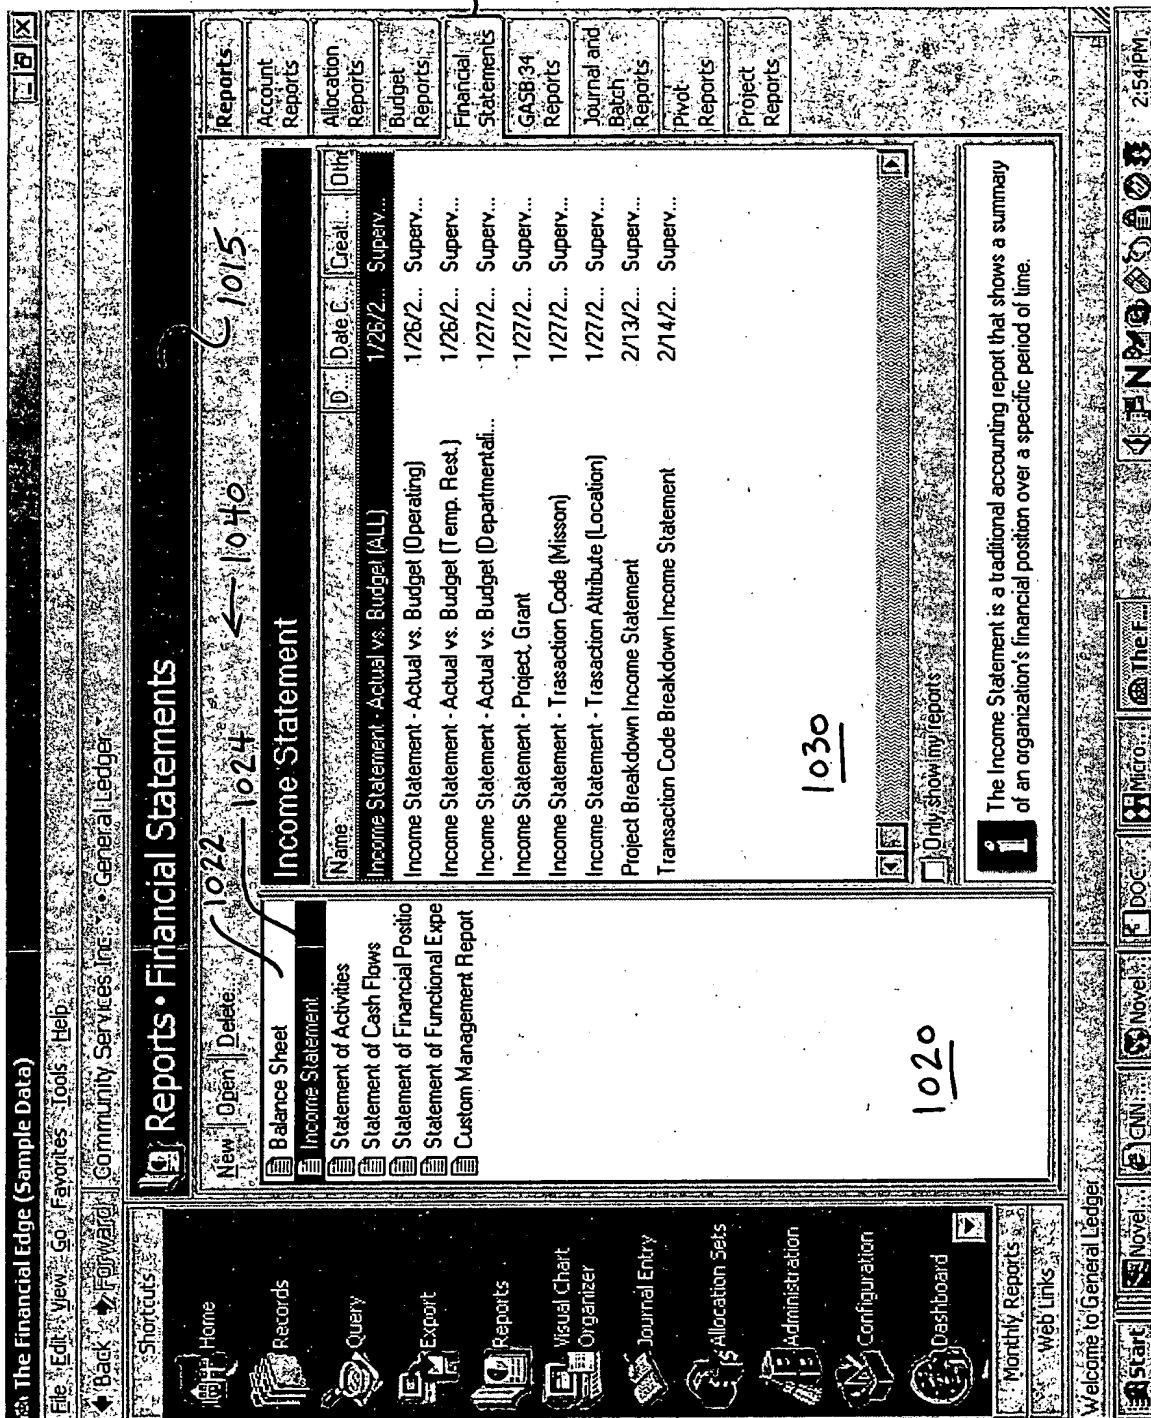 The Financial Edge (Sample Data)
File Edit View Go Favorites Tools Help
Back Forward Community Services Inc. • General Ledger
Shortcuts
Home
Records
Query
Export
Reports
Visual Chart
Organizer
Journal Entry
Allocation Sets
Administration
Configuration
Dashboard
Monthly Reports
Web Links
Reports • Financial Statements
1015
1022
1024
1040
New Open Delete
Balance Sheet
Income Statement
Statement of Activities
Statement of Cash Flows
Statement of Financial Positio
Statement of Functional Expe
Custom Management Report
1020
Income Statement
Name D... Date C... Creati... Othe
Income Statement - Actual vs. Budget (ALL) 1/26/2... Superv...
Income Statement - Actual vs. Budget (Operating) 1/26/2... Superv...
Income Statement - Actual vs. Budget (Temp. Rest.) 1/26/2... Superv...
Income Statement - Actual vs. Budget (Departmentali... 1/27/2... Superv...
Income Statement - Project, Grant 1/27/2... Superv...
Income Statement - Trasaction Code (Misson) 1/27/2... Superv...
Income Statement - Trasaction Attribute (Location) 1/27/2... Superv...
Project Breakdown Income Statement 2/13/2... Superv...
Transaction Code Breakdown Income Statement 2/14/2... Superv...
1030
Only show my reports
The Income Statement is a traditional accounting report that shows a summary
of an organization's financial position over a specific period of time.
Reports
Account
Reports
Allocation
Reports
Budget
Reports
Financial
Statements
GASB 34
Reports
Journal and
Batch
Reports
Pivot
Reports
Project
Reports
Welcome to General Ledger
Start Novel... CNN... Novel... DOC... Micro... The F... N 2:54 PM